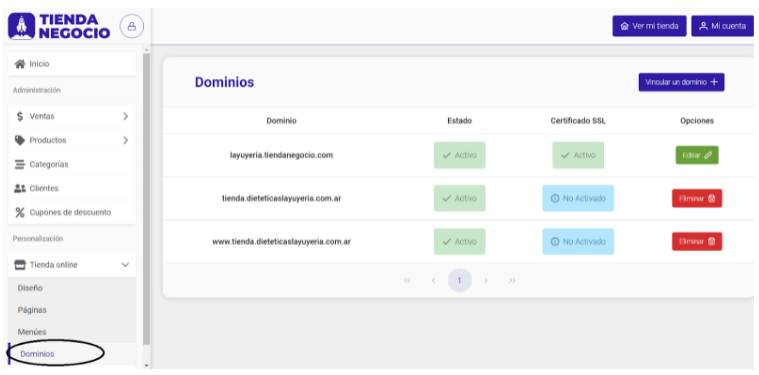 TIENDA
NEGOCIO
Ver mi tienda
Mi cuenta
Inicio
Administración
Ventas
Productos
Categorías
Clientes
Cupones de descuento
Personalización
Tienda online
Diseño
Páginas
Menúes
Dominios
Dominios
Vincular un dominio
Dominio Estado Certificado SSL Opciones
layuyeria.tiendanegocio.com Activo Activo Editar
tienda.dieteticaslayuyeria.com.ar Activo No Activado Eliminar
www.tienda.dieteticaslayuyeria.com.ar Activo No Activado Eliminar
« ‹ 1 › »